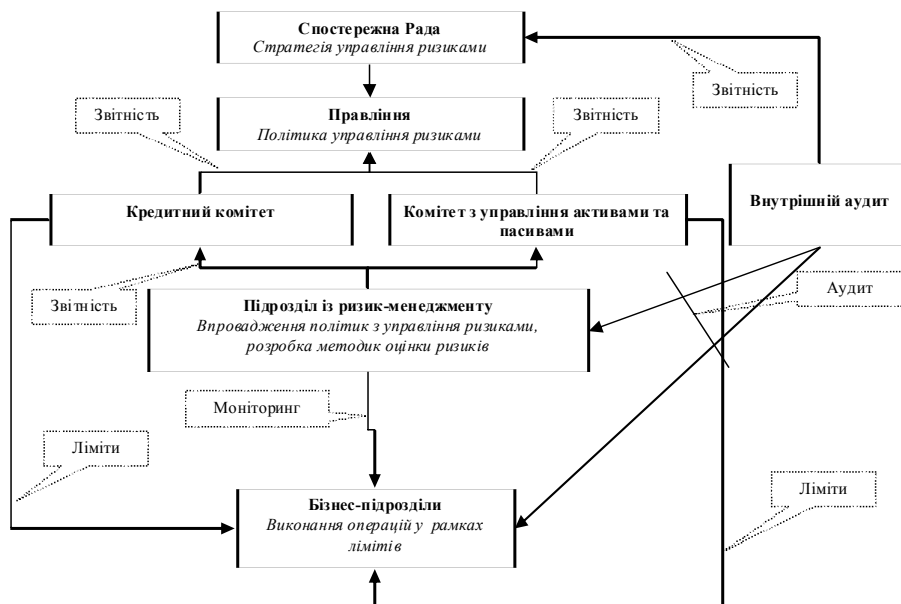 Спостережна Рада
Стратегія управління ризиками
Звітність
Звітність
Правління
Політика управління ризиками
Звітність
Кредитний комітет
Комітет з управління активами та
пасивами
Внутрішній аудит
Звітність
Підрозділ із ризик-менеджменту
Впровадження політик з управління ризиками,
розробка методик оцінки ризиків
Аудит
Моніторинг
Ліміти
Бізнес-підрозділи
Виконання операцій у рамках
лімітів
Ліміти